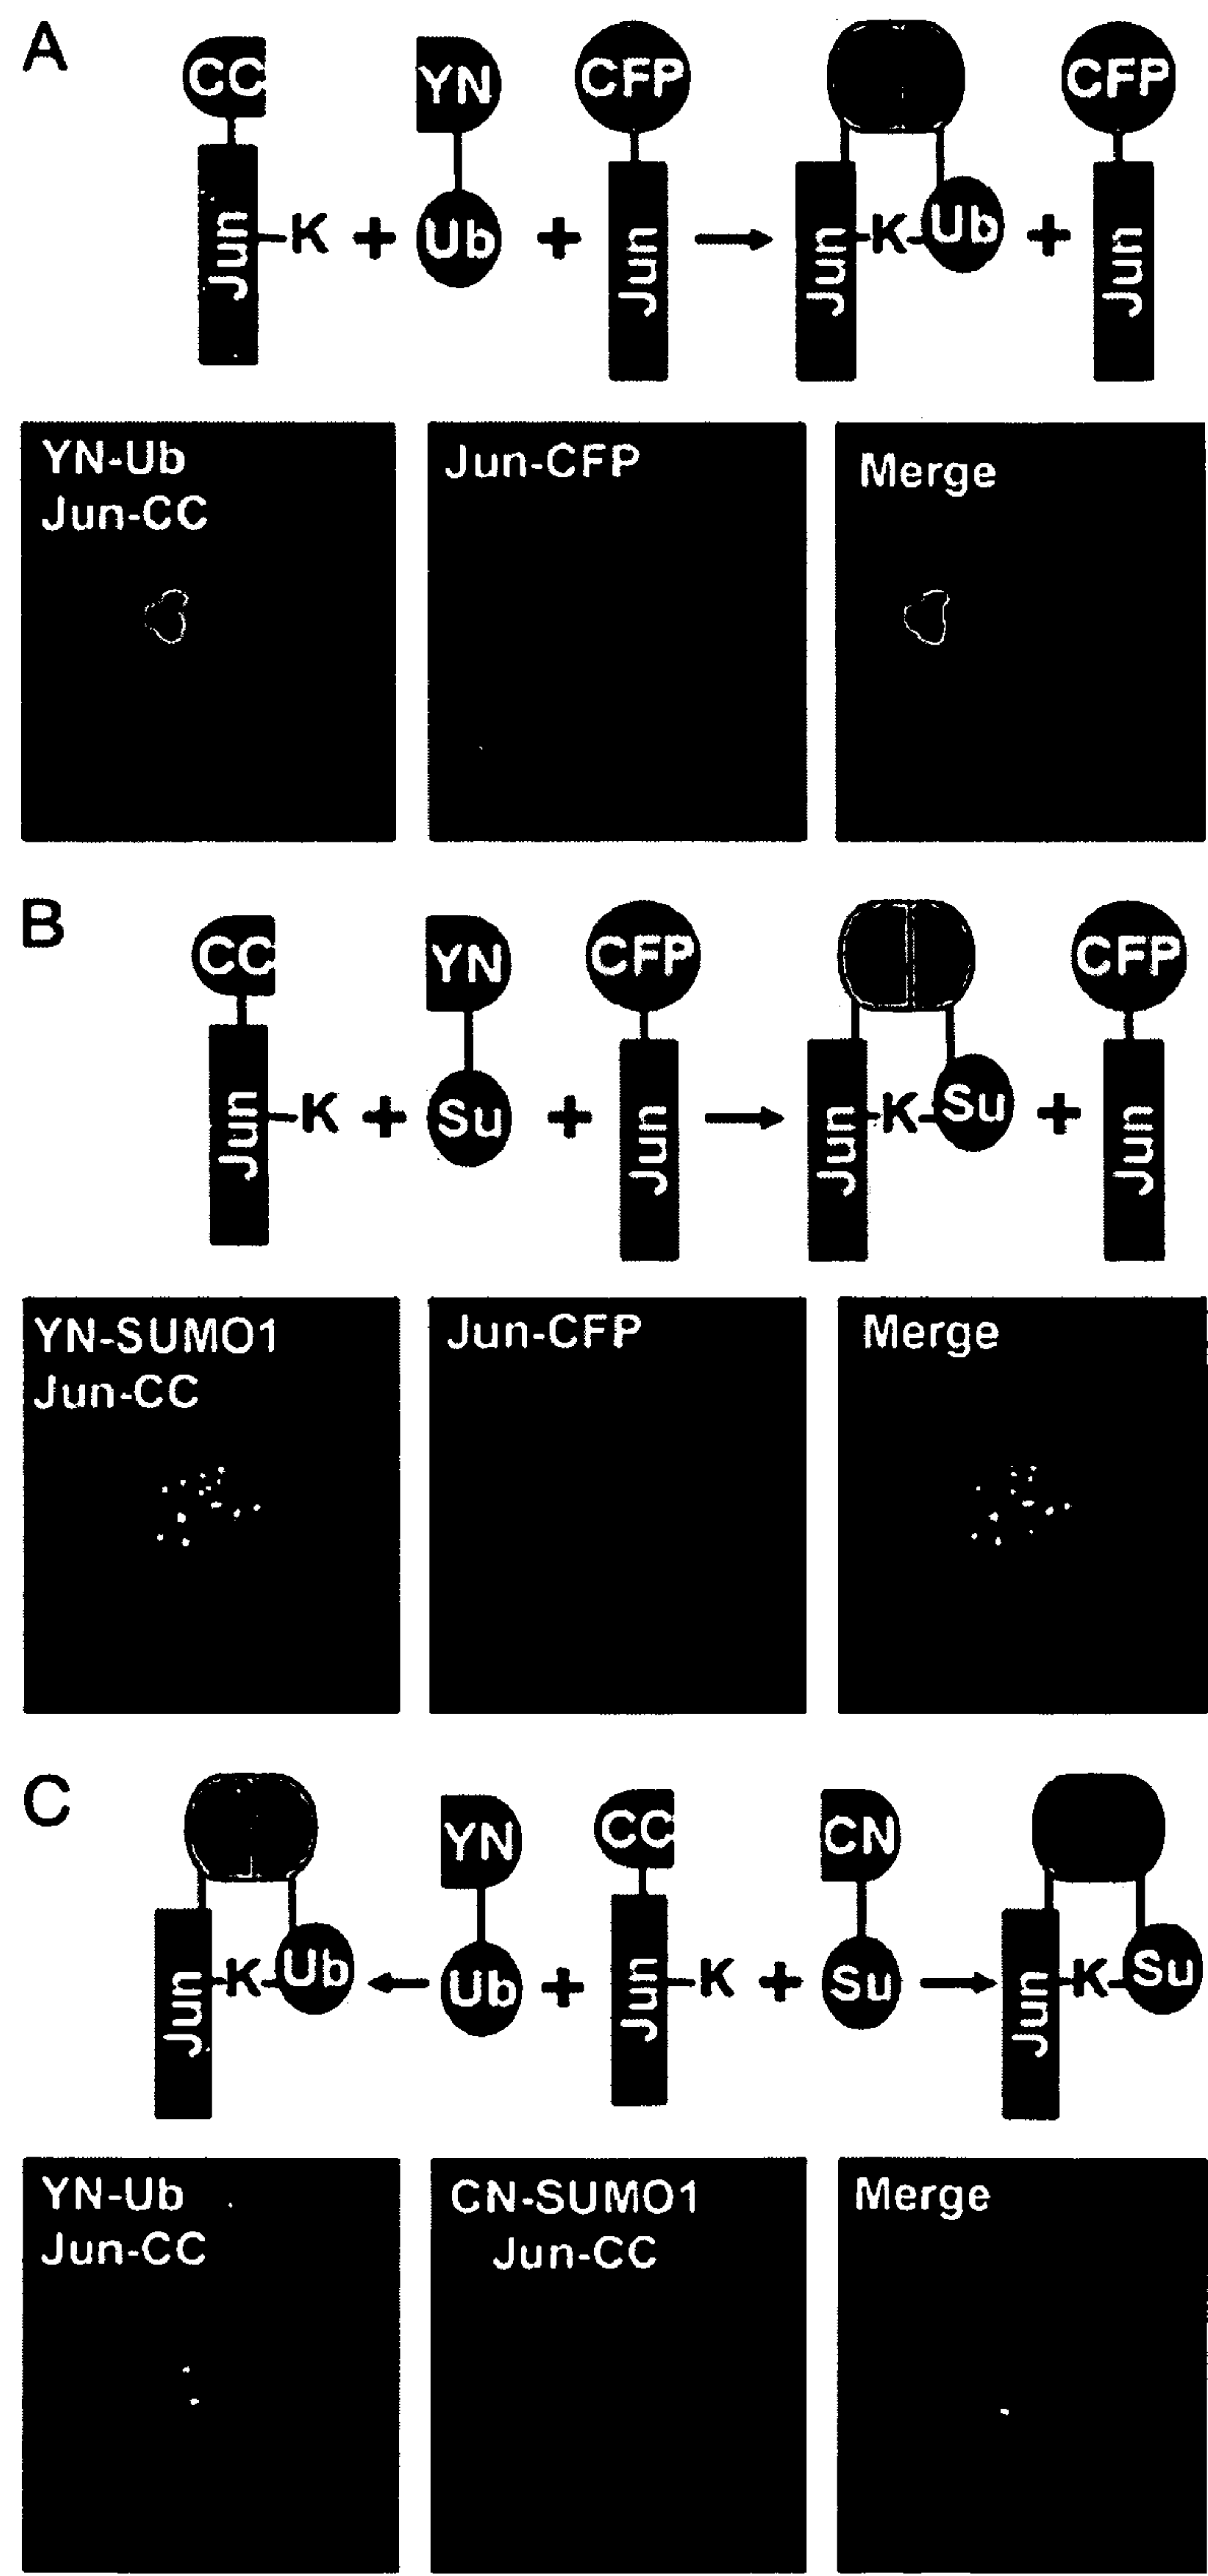 A
CC YN CFP CFP
Jun K + Ub + Jun → Jun K Ub + Jun
YN-Ub
Jun-CC
Jun-CFP
Merge
B
CC YN CFP CFP
Jun K + Su + Jun → Jun K Su + Jun
YN-SUMO1
Jun-CC
Jun-CFP
Merge
C
YN CC CN
Jun K Ub ← Ub + Jun K + Su → Jun K Su
YN-Ub
Jun-CC
CN-SUMO1
Jun-CC
Merge